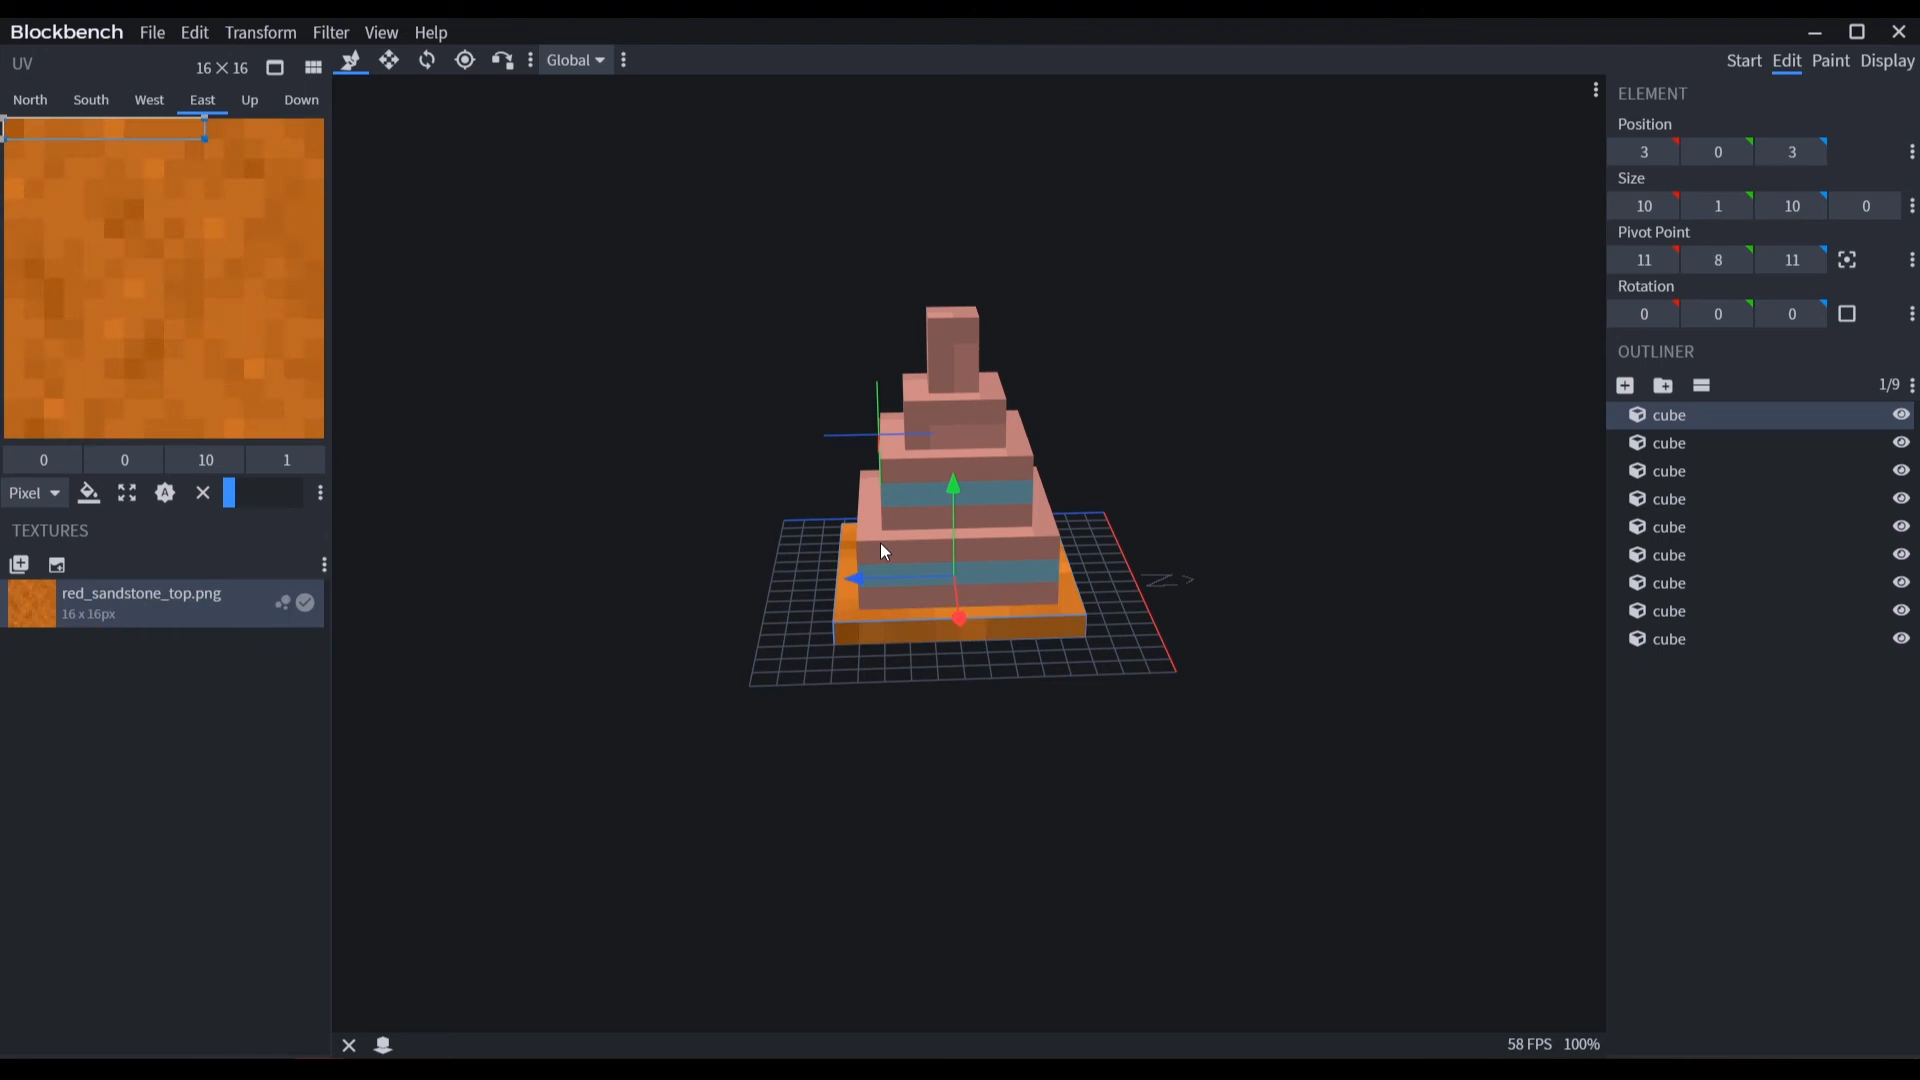 Blockbench File Edit Transform Filter View Help
UV 16 × 16 Global Start Edit Paint Display
North South West East Up Down
ELEMENT
Position
3 0 3
Size
10 1 10 0
Pivot Point
11 8 11
Rotation
0 0 0
OUTLINER
1/9
cube
cube
cube
cube
cube
cube
cube
cube
cube
0 0 10 1
Pixel
TEXTURES
red_sandstone_top.png
16 x 16px
58 FPS 100%